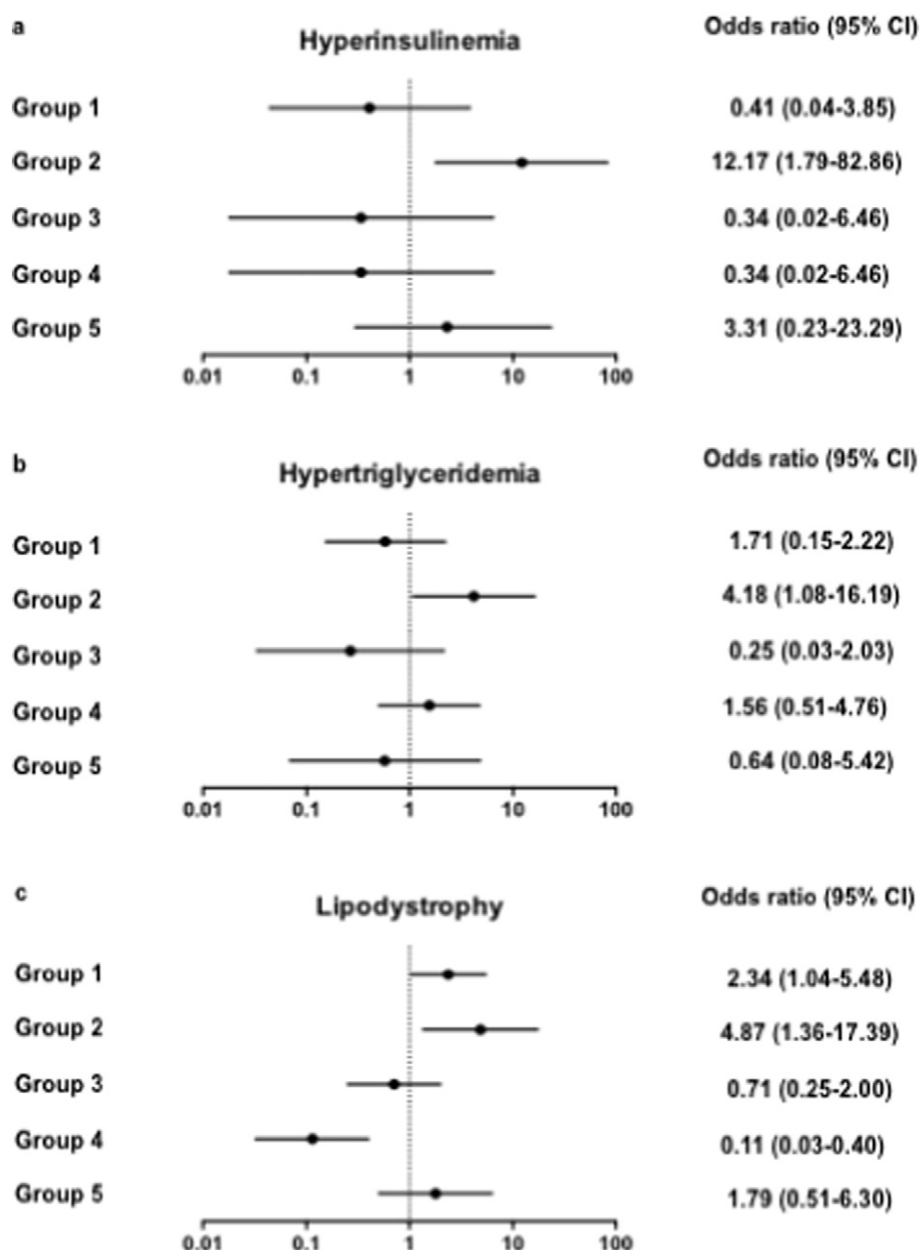 a
Hyperinsulinemia
Odds ratio (95% CI)
Group 1
0.41 (0.04-3.85)
Group 2
12.17 (1.79-82.86)
Group 3
0.34 (0.02-6.46)
Group 4
0.34 (0.02-6.46)
Group 5
3.31 (0.23-23.29)
0.01 0.1 1 10 100
b
Hypertriglyceridemia
Odds ratio (95% CI)
Group 1
1.71 (0.15-2.22)
Group 2
4.18 (1.08-16.19)
Group 3
0.25 (0.03-2.03)
Group 4
1.56 (0.51-4.76)
Group 5
0.64 (0.08-5.42)
0.01 0.1 1 10 100
c
Lipodystrophy
Odds ratio (95% CI)
Group 1
2.34 (1.04-5.48)
Group 2
4.87 (1.36-17.39)
Group 3
0.71 (0.25-2.00)
Group 4
0.11 (0.03-0.40)
Group 5
1.79 (0.51-6.30)
0.01 0.1 1 10 100